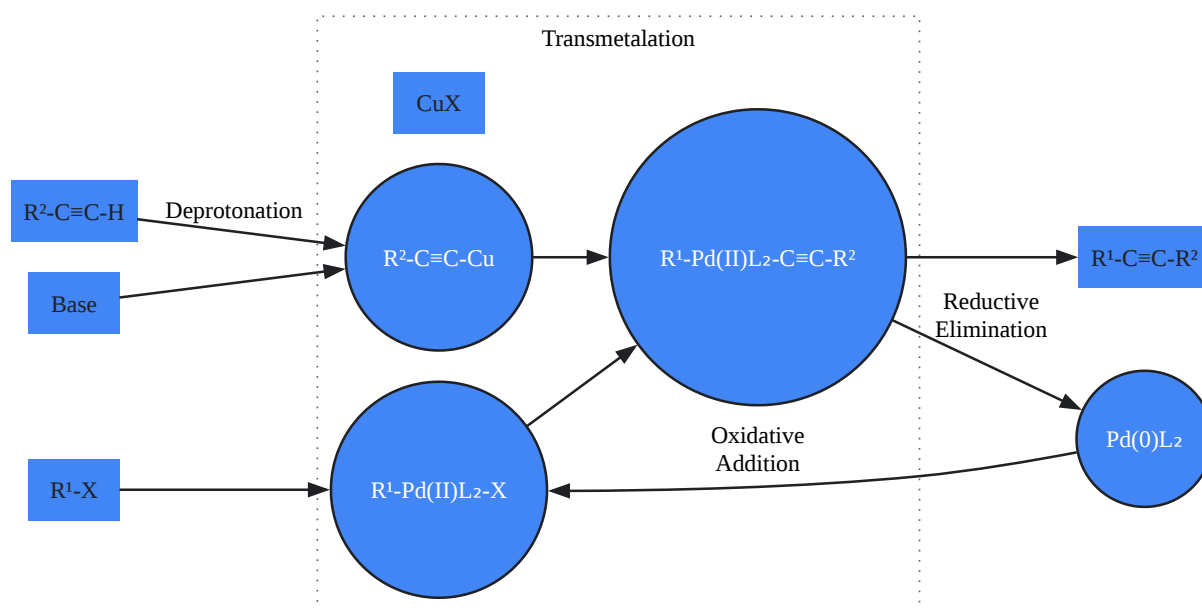 Transmetalation
CuX
R²-C≡C-H
Deprotonation
R²-C≡C-Cu
R¹-Pd(II)L₂-C≡C-R²
R¹-C≡C-R²
Base
Reductive
Elimination
Oxidative
Addition
Pd(0)L₂
R¹-X
R¹-Pd(II)L₂-X